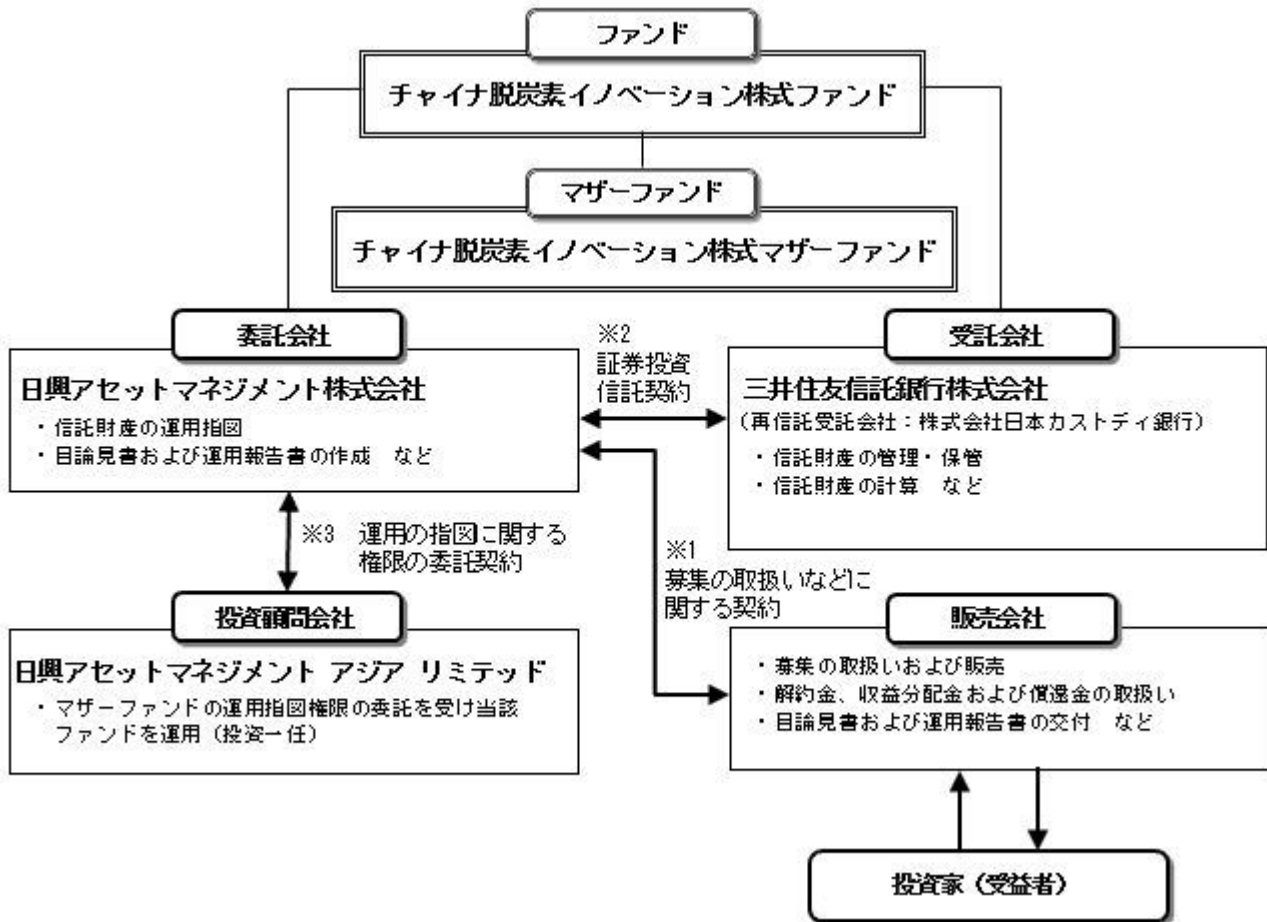 ファンド
チャイナ脱炭素イノベーション株式ファンド
マザーファンド
チャイナ脱炭素イノベーション株式マザーファンド
委託会社
日興アセットマネジメント株式会社
・信託財産の運用指図
・目論見書および運用報告書の作成 など
※2
証券投資
信託契約
受託会社
三井住友信託銀行株式会社
(再信託受託会社:株式会社日本カストディ銀行)
・信託財産の管理・保管
・信託財産の計算 など
※3 運用の指図に関する
権限の委託契約
※1
募集の取扱いなどに
関する契約
投資顧問会社
日興アセットマネジメント アジア リミテッド
・マザーファンドの運用指図権限の委託を受け当該
ファンドを運用(投資一任)
販売会社
・募集の取扱いおよび販売
・解約金、収益分配金および償還金の取扱い
・目論見書および運用報告書の交付 など
投資家(受益者)